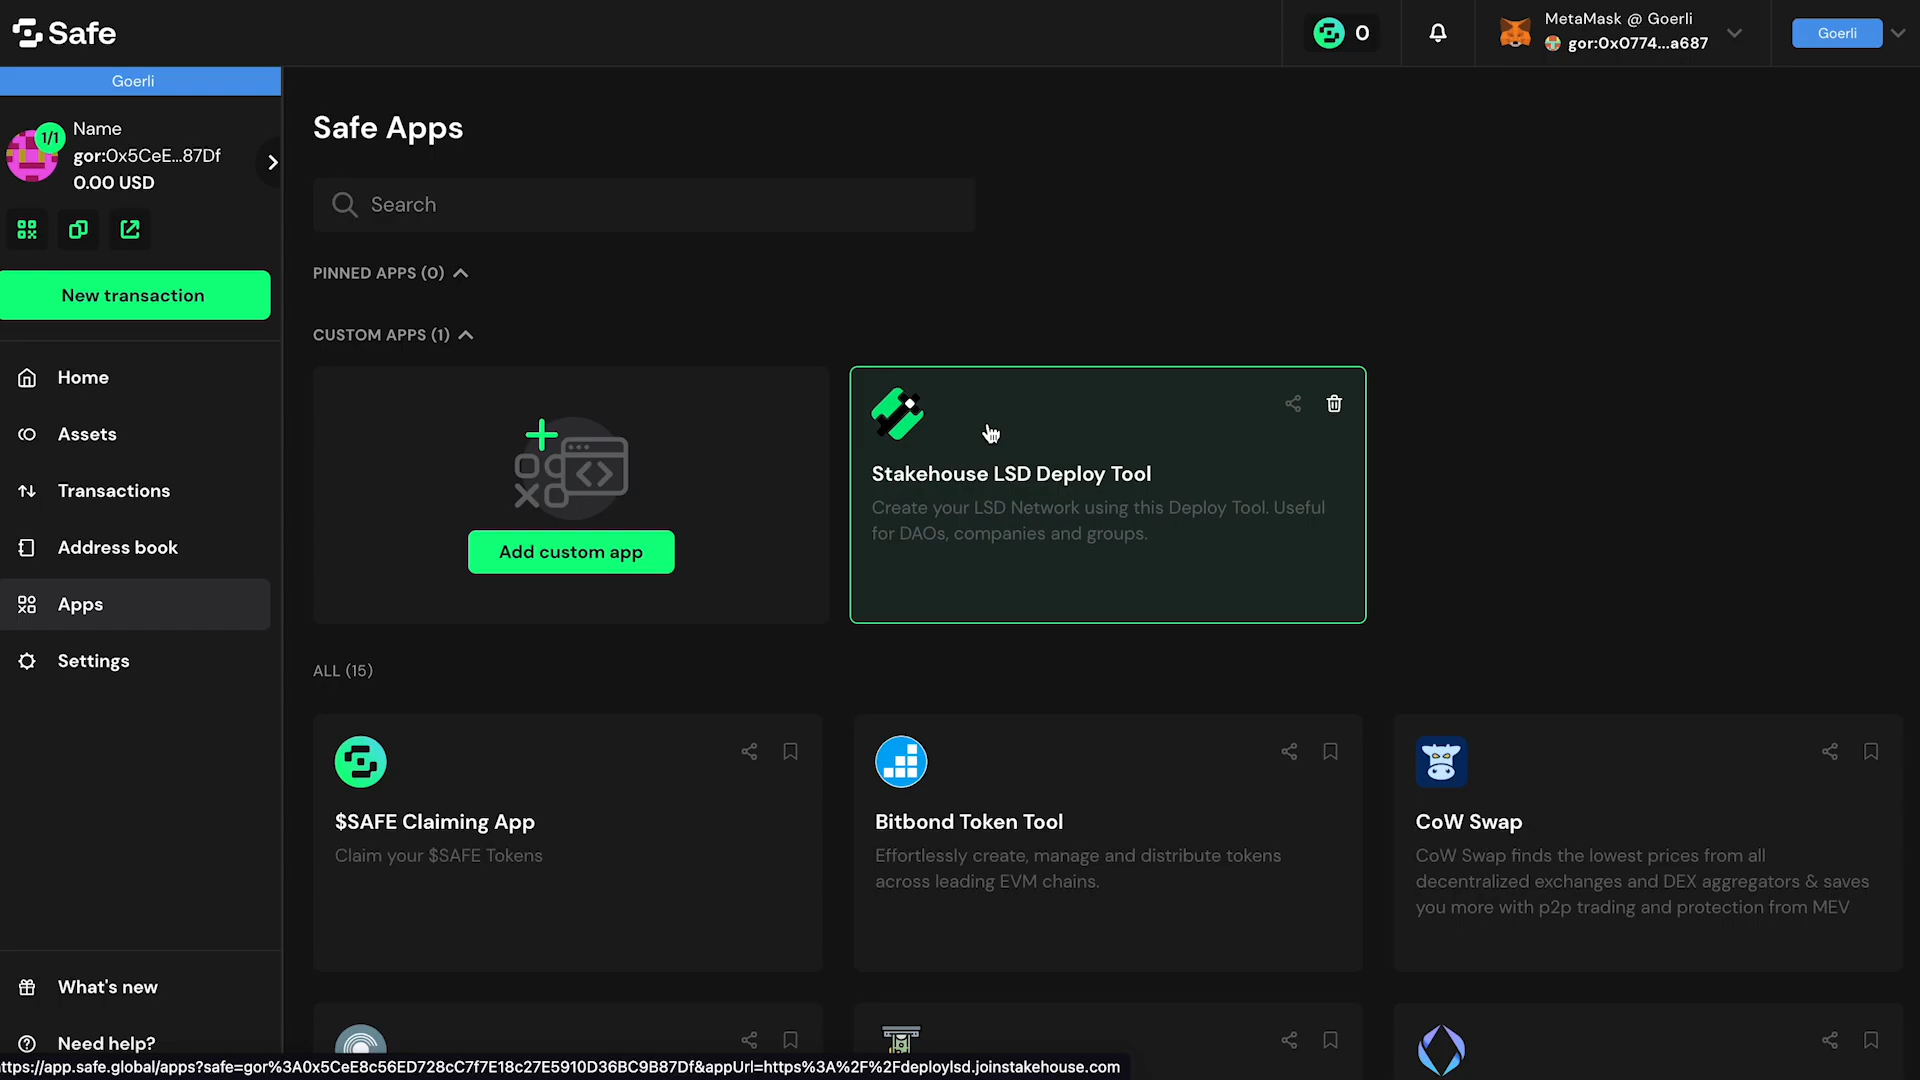 Safe
0
MetaMask @ Goerli
gor:0x0774...a687
Goerli
Goerli
1/1
Name
gor:0x5CeE...87Df
0.00 USD
New transaction
Home
Assets
Transactions
Address book
Apps
Settings
What's new
Need help?
Safe Apps
Search
PINNED APPS (0)
CUSTOM APPS (1)
Add custom app
Stakehouse LSD Deploy Tool
Create your LSD Network using this Deploy Tool. Useful
for DAOs, companies and groups.
ALL (15)
$SAFE Claiming App
Claim your $SAFE Tokens
Bitbond Token Tool
Effortlessly create, manage and distribute tokens
across leading EVM chains.
CoW Swap
CoW Swap finds the lowest prices from all
decentralized exchanges and DEX aggregators & saves
you more with p2p trading and protection from MEV
ttps://app.safe.global/apps?safe=gor%3A0x5CeE8c56ED728cC7f7E18c27E5910D36BC9B87Df&appUrl=https%3A%2F%2Fdeploylsd.joinstakehouse.com